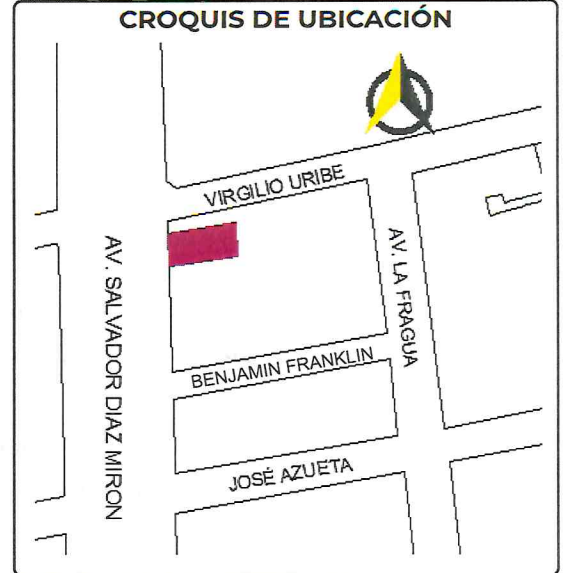 CROQUIS DE UBICACIÓN
VIRGILIO URIBE
AV. SALVADOR DIAZ MIRON
AV. LA FRAGUA
BENJAMIN FRANKLIN
JOSÉ AZUETA